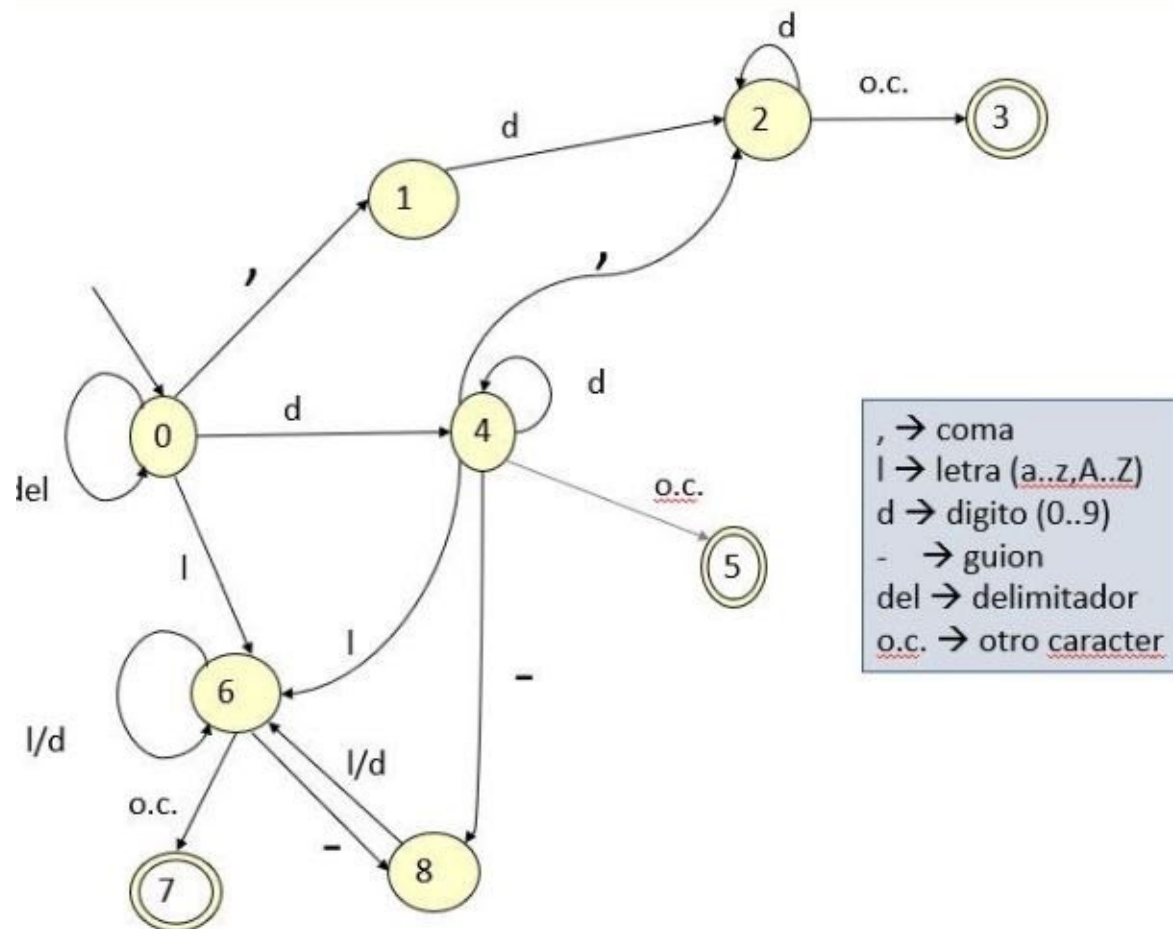 d
2
o.c.
3
d
1
,
,
0
d
4
d
del
l
o.c.
5
l
-
6
l/d
l/d
o.c.
-
7
8
, → coma
l → letra (a..z,A..Z)
d → digito (0..9)
- → guion
del → delimitador
o.c. → otro caracter